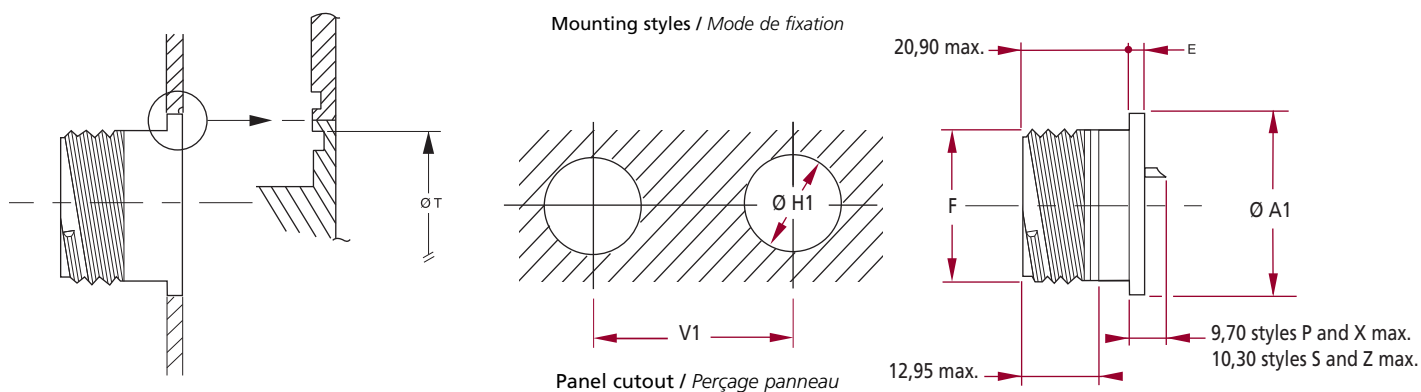 Mounting styles / Mode de fixation
20,90 max.
E
Ø T
Ø H1
F
Ø A1
V1
9,70 styles P and X max.
10,30 styles S and Z max.
12,95 max.
Panel cutout / Perçage panneau